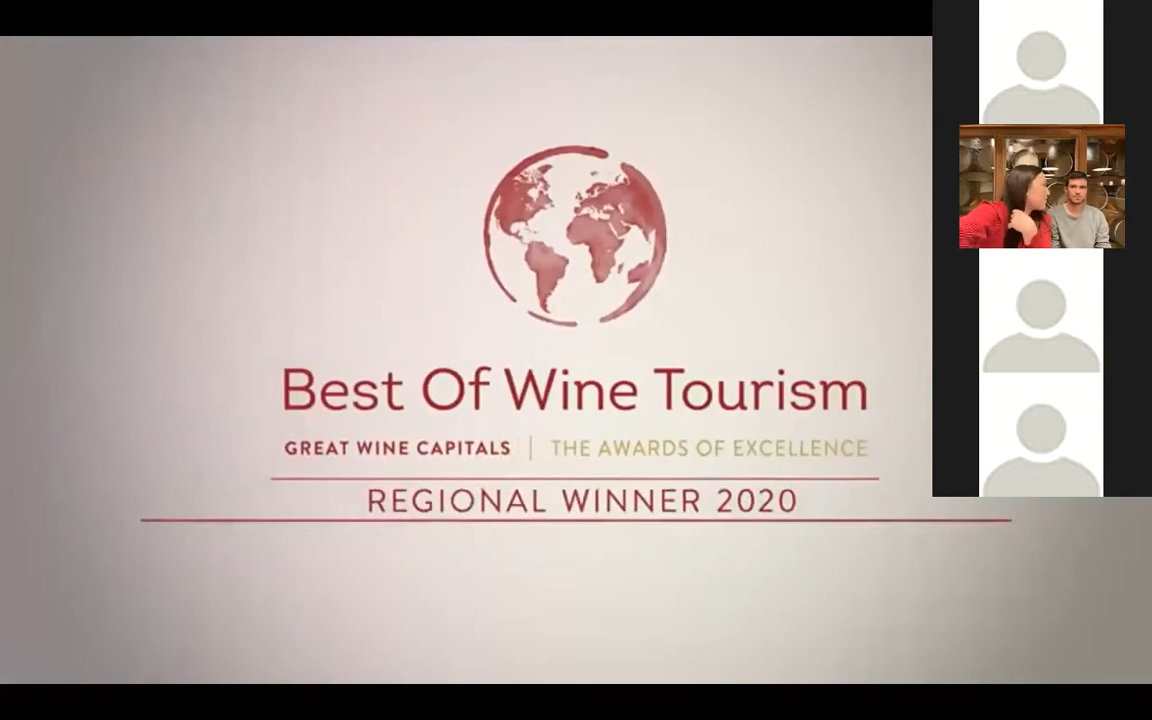 Best Of Wine Tourism
GREAT WINE CAPITALS | THE AWARDS OF EXCELLENCE
REGIONAL WINNER 2020